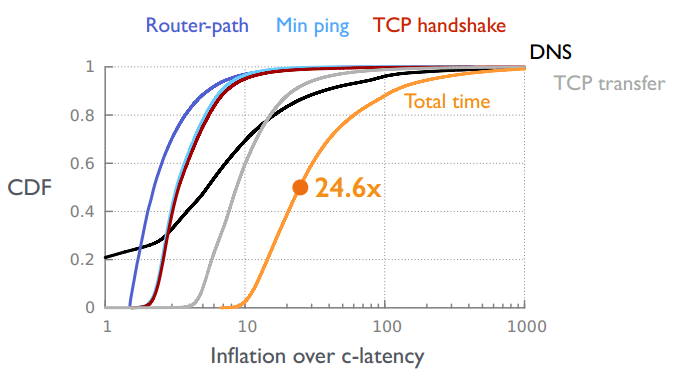 Router-path Min ping TCP handshake
DNS
TCP transfer
Total time
24.6x
CDF
1
0.8
0.6
0.4
0.2
0
1 10 100 1000
Inflation over c-latency